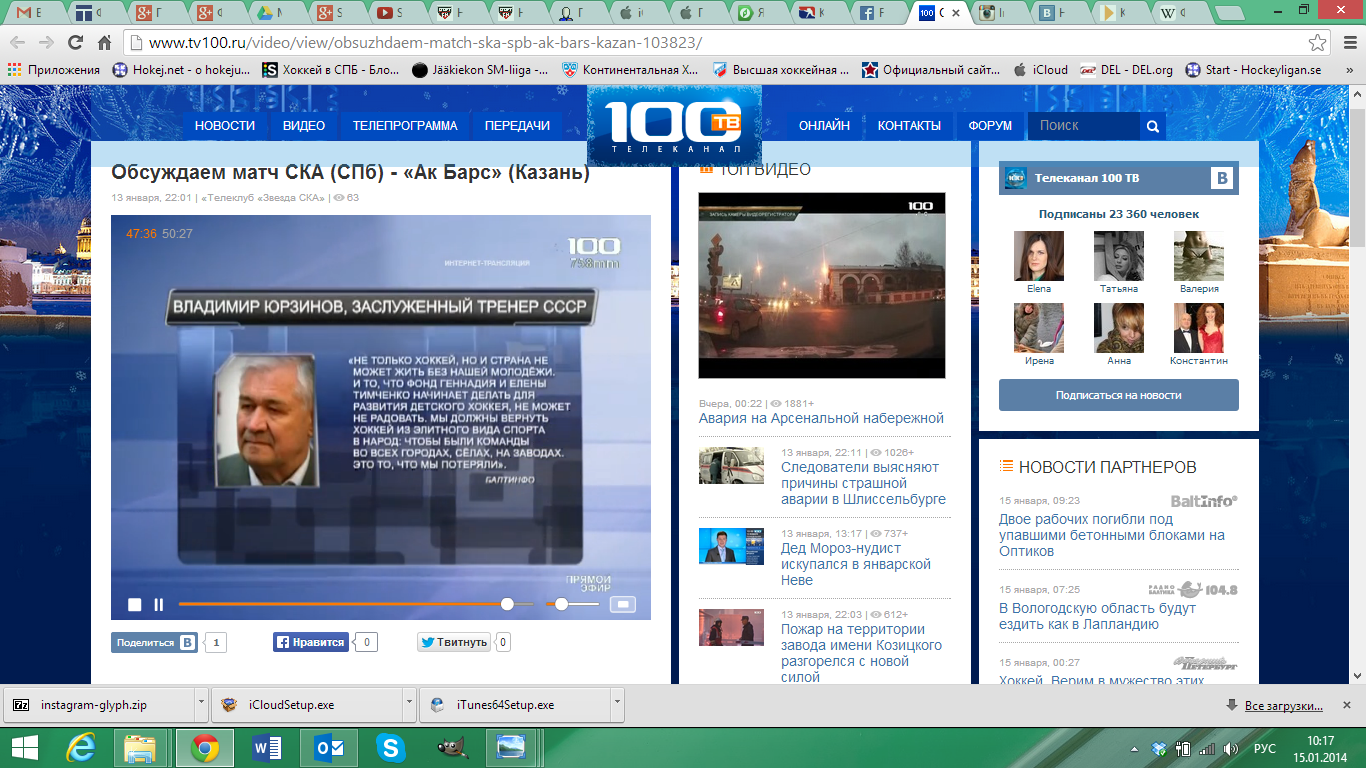 www.tv100.ru/video/view/obsuzhdaem-match-ska-spb-ak-bars-kazan-103823/
Приложения
Hokej.net - o hokeju...
Хоккей в СПБ - Бло...
Jääkiekon SM-liiga -...
Континентальная Х...
Высшая хоккейная ...
Официальный сайт...
iCloud
DEL - DEL.org
Start - Hockeyligan.se
»
НОВОСТИ
ВИДЕО
ТЕЛЕПРОГРАММА
ПЕРЕДАЧИ
100 ТВ
ТЕЛЕКАНАЛ
ОНЛАЙН
КОНТАКТЫ
ФОРУМ
Поиск
Обсуждаем матч СКА (СПб) - «Ак Барс» (Казань)
13 января, 22:01 | «Телеклуб «Звезда СКА» | 63
47:36 50:27
100
ИНТЕРНЕТ-ТРАНСЛЯЦИЯ
ВЛАДИМИР ЮРЗИНОВ, ЗАСЛУЖЕННЫЙ ТРЕНЕР СССР
«НЕ ТОЛЬКО ХОККЕЙ, НО И СТРАНА НЕ
МОЖЕТ ЖИТЬ БЕЗ НАШЕЙ МОЛОДЁЖИ.
И ТО, ЧТО ФОНД ГЕННАДИЯ И ЕЛЕНЫ
ТИМЧЕНКО НАЧИНАЕТ ДЕЛАТЬ ДЛЯ
РАЗВИТИЯ ДЕТСКОГО ХОККЕЯ, НЕ МОЖЕТ
НЕ РАДОВАТЬ. МЫ ДОЛЖНЫ ВЕРНУТЬ
ХОККЕЙ ИЗ ЭЛИТНОГО ВИДА СПОРТА
В НАРОД: ЧТОБЫ БЫЛИ КОМАНДЫ
ВО ВСЕХ ГОРОДАХ, СЁЛАХ, НА ЗАВОДАХ.
ЭТО ТО, ЧТО МЫ ПОТЕРЯЛИ».
БАЛТИНФО
ПРЯМОЙ
ЭФИР
Поделиться В 1
Нравится 0
Твитнуть 0
ТОП ВИДЕО
ЗАПИСЬ КАМЕРЫ ВИДЕОРЕГИСТРАТОРА
100
Вчера, 00:22 | 1881+
Авария на Арсенальной набережной
13 января, 22:11 | 1026+
Следователи выясняют
причины страшной
аварии в Шлиссельбурге
13 января, 13:17 | 737+
Дед Мороз-нудист
искупался в январской
Неве
13 января, 22:03 | 612+
Пожар на территории
завода имени Козицкого
разгорелся с новой
силой
Телеканал 100 ТВ
В
Подписаны 23 360 человек
Elena
Татьяна
Валерия
Ирена
Анна
Константин
Подписаться на новости
НОВОСТИ ПАРТНЕРОВ
15 января, 09:23
BaltInfo
Двое рабочих погибли под
упавшими бетонными блоками на
Оптиков
15 января, 07:25
РАДИО
БАЛТИКА
104.8
В Вологодскую область будут
ездить как в Лапландию
15 января, 00:27
Хоккей. Верим в мужество этих
instagram-glyph.zip
iCloudSetup.exe
iTunes64Setup.exe
Все загрузки...
РУС
10:17
15.01.2014